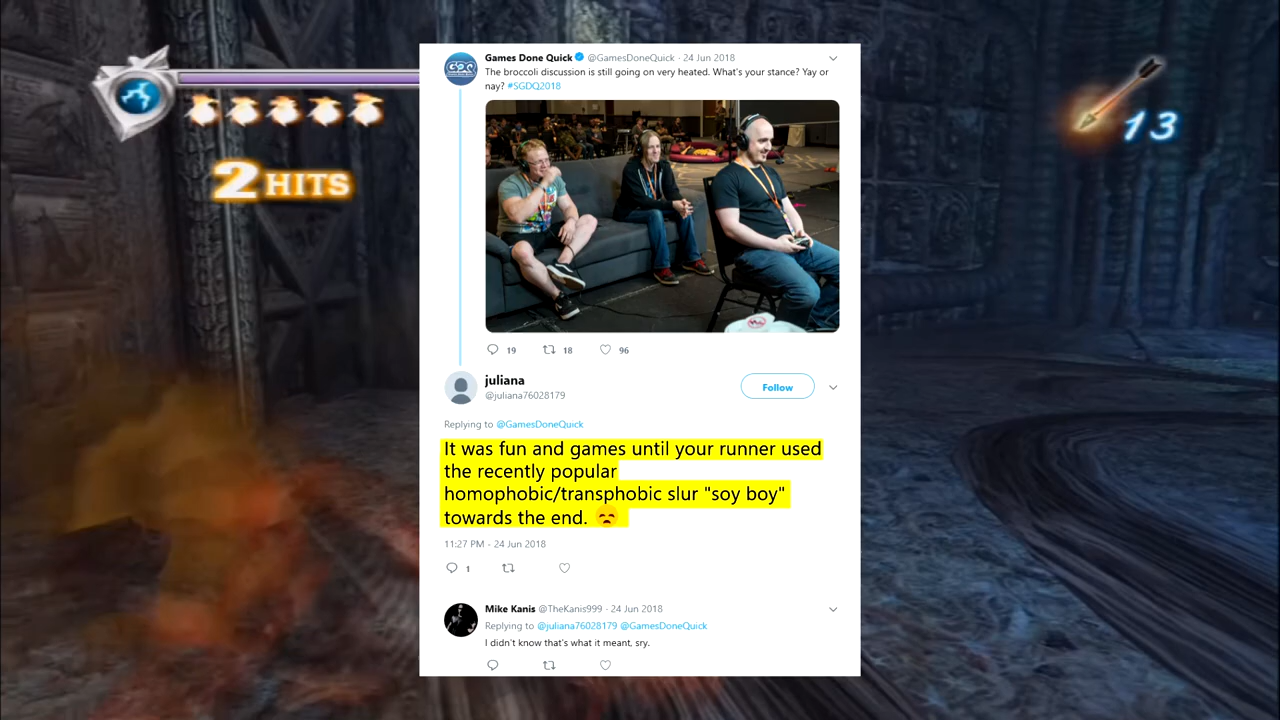 Games Done Quick @GamesDoneQuick · 24 Jun 2018
The broccoli discussion is still going on very heated. What's your stance? Yay or
nay? #SGDQ2018
2 HITS
13
19 18 96
juliana
@juliana76028179
Follow
Replying to @GamesDoneQuick
It was fun and games until your runner used
the recently popular
homophobic/transphobic slur "soy boy"
towards the end.
11:27 PM - 24 Jun 2018
1
Mike Kanis @TheKanis999 · 24 Jun 2018
Replying to @juliana76028179 @GamesDoneQuick
I didn't know that's what it meant, sry.